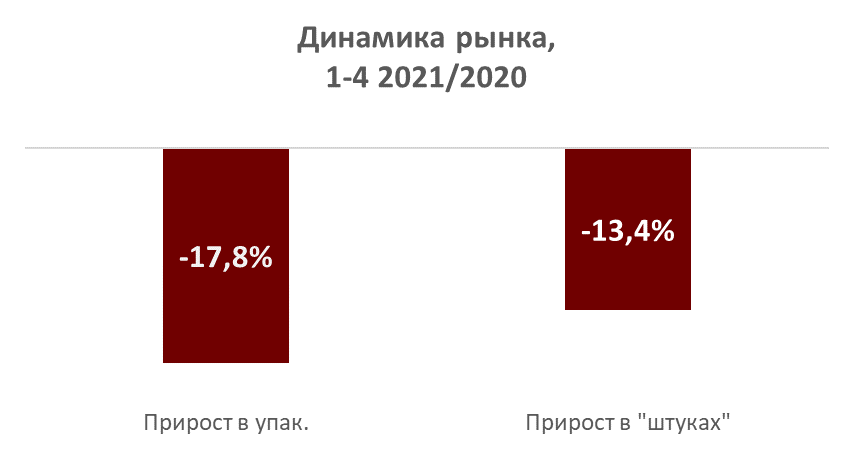 Динамика рынка,
1-4 2021/2020
-17,8%
-13,4%
Прирост в упак.
Прирост в "штуках"